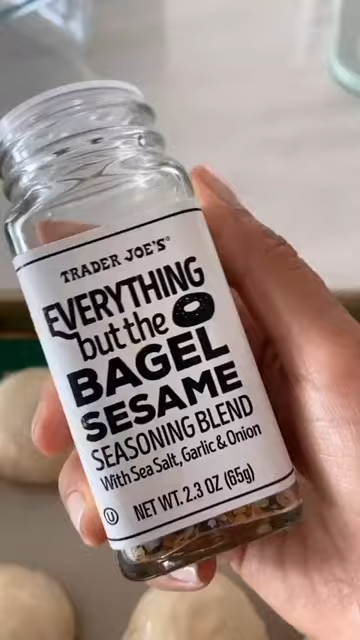 TRADER JOE'S®
EVERYTHING
but the
BAGEL
SESAME
SEASONING BLEND
With Sea Salt, Garlic & Onion
U NET WT. 2.3 OZ (65g)